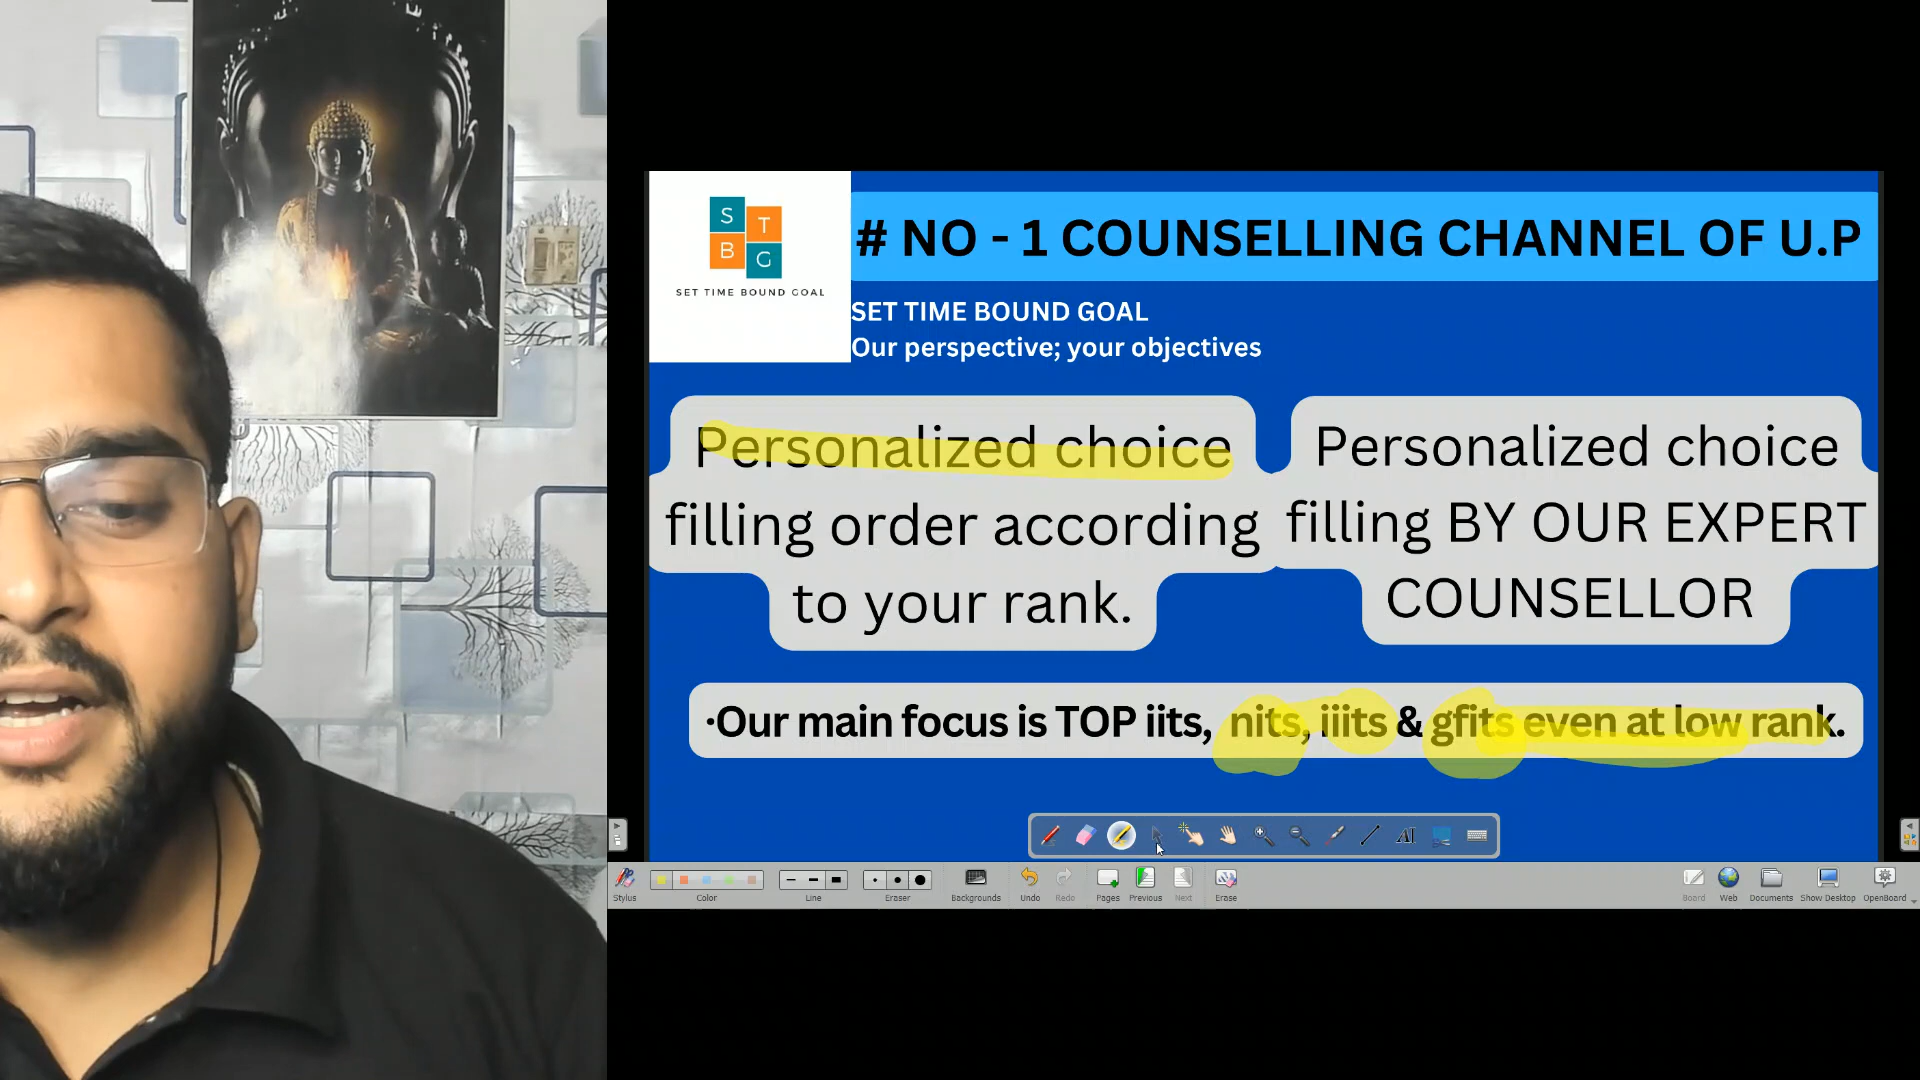 S
T
B
G
SET TIME BOUND GOAL
# NO - 1 COUNSELLING CHANNEL OF U.P
SET TIME BOUND GOAL
Our perspective; your objectives
Personalized choice
filling order according
to your rank.
Personalized choice
filling BY OUR EXPERT
COUNSELLOR
·Our main focus is TOP iits, nits, iiits & gfits even at low rank.
AI
Stylus
Color
Line
Eraser
Backgrounds
Undo
Redo
Pages
Previous
Next
Erase
Board
Web
Documents
Show Desktop
OpenBoard